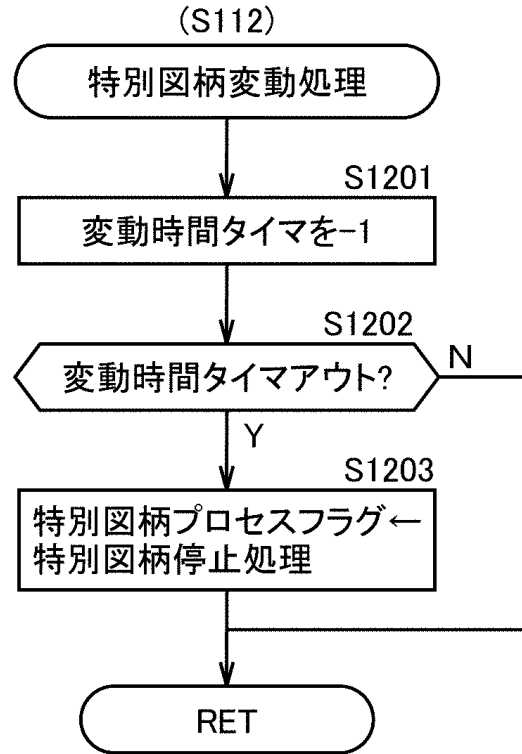 (S112)
特別図柄変動処理
S1201
変動時間タイマを-1
S1202
変動時間タイマアウト?
N
Y
S1203
特別図柄プロセスフラグ←
特別図柄停止処理
RET